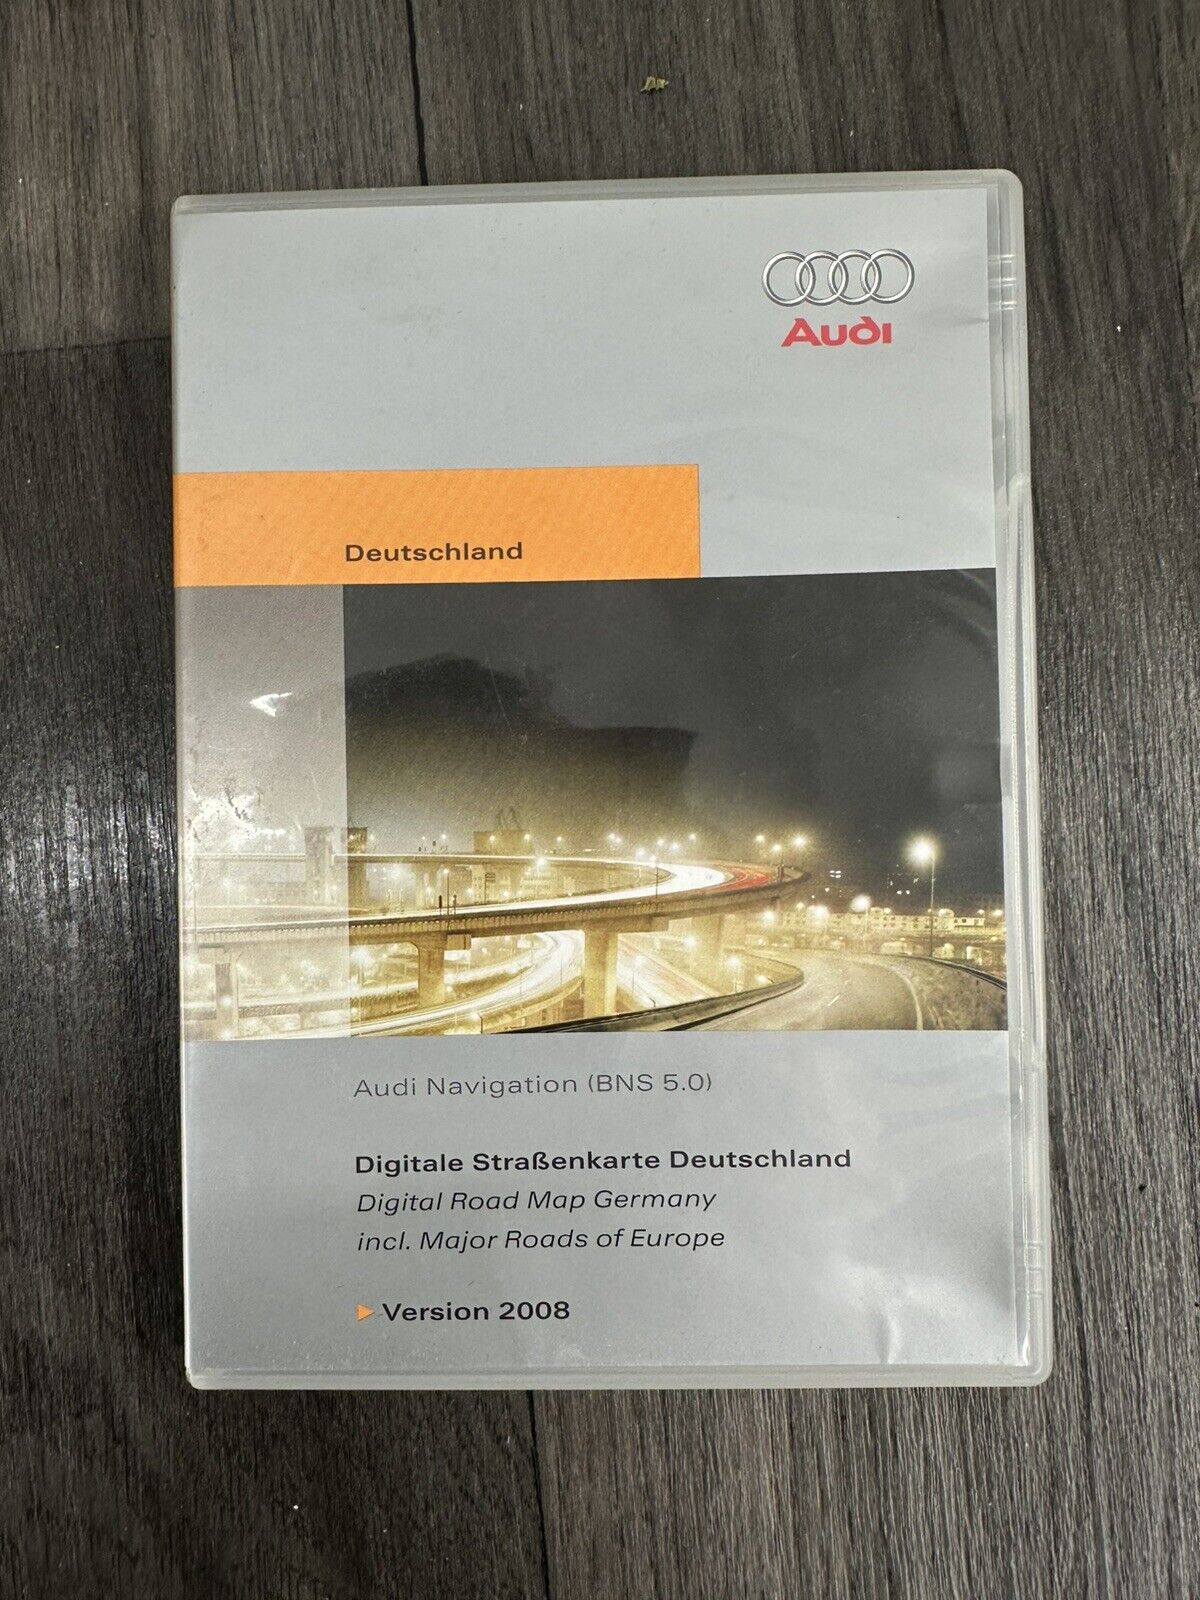 Audi
Deutschland
Audi Navigation (BNS 5.0)
Digitale Straßenkarte Deutschland
Digital Road Map Germany
incl. Major Roads of Europe
Version 2008